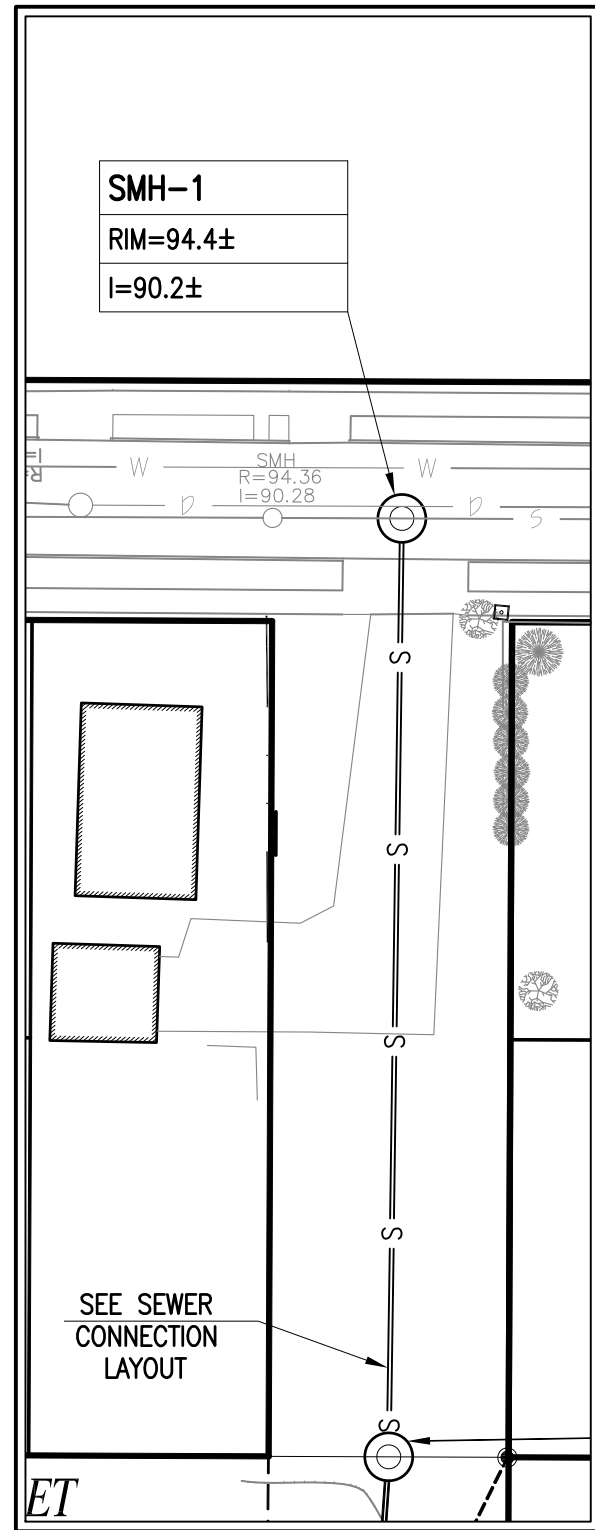 SMH-1
RIM=94.4±
I=90.2±
R=
I=
W
SMH
R=94.36
I=90.28
W
D
D
S
S
S
S
S
SEE SEWER
CONNECTION
LAYOUT
S
ET